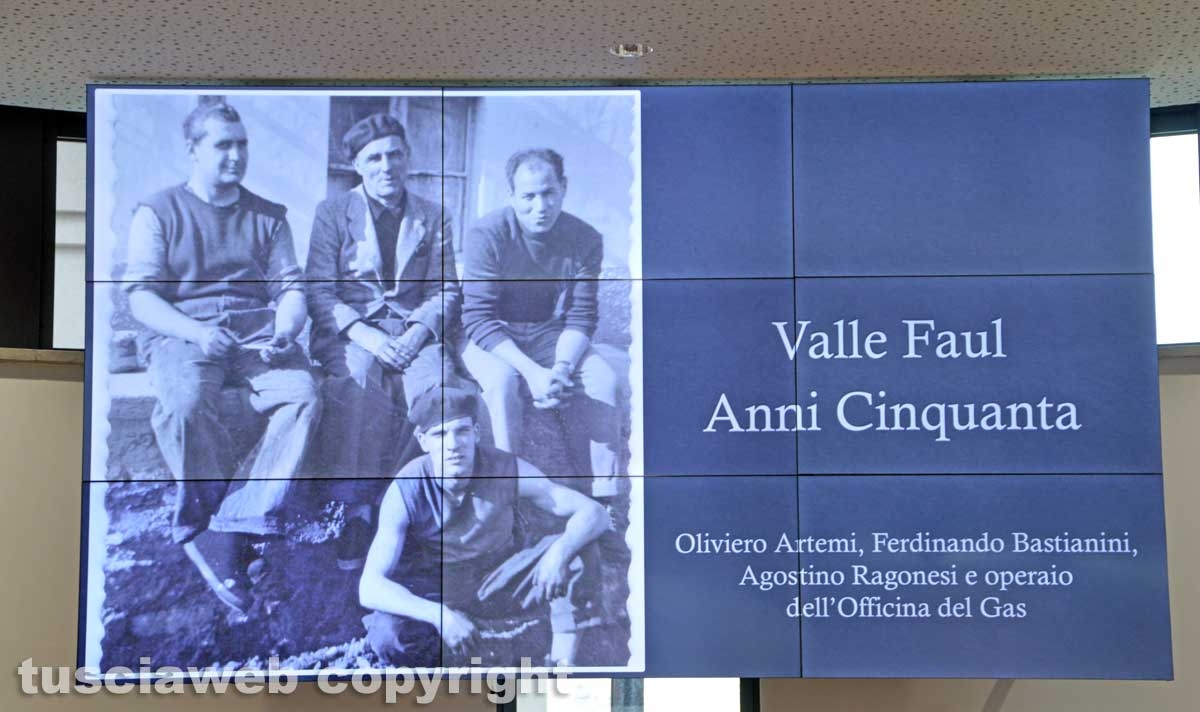 Valle Faul
Anni Cinquanta
Oliviero Artemi, Ferdinando Bastianini,
Agostino Ragonesi e operaio
dell'Officina del Gas
tusciaweb copyright